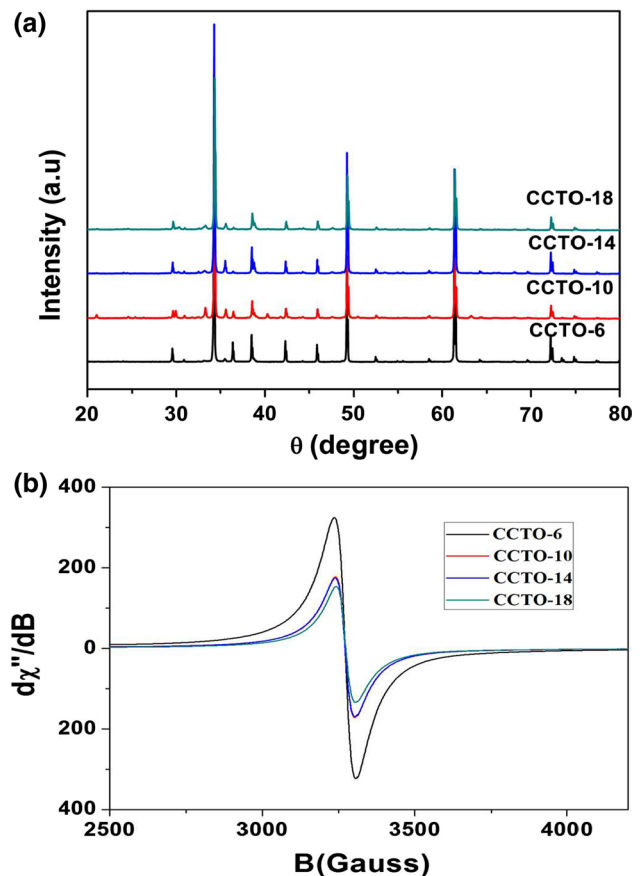 (a)
Intensity (a.u)
CCTO-18
CCTO-14
CCTO-10
CCTO-6
20 30 40 50 60 70 80
θ (degree)
(b)
dχ"/dB
400
200
0
200
400
CCTO-6
CCTO-10
CCTO-14
CCTO-18
2500 3000 3500 4000
B(Gauss)